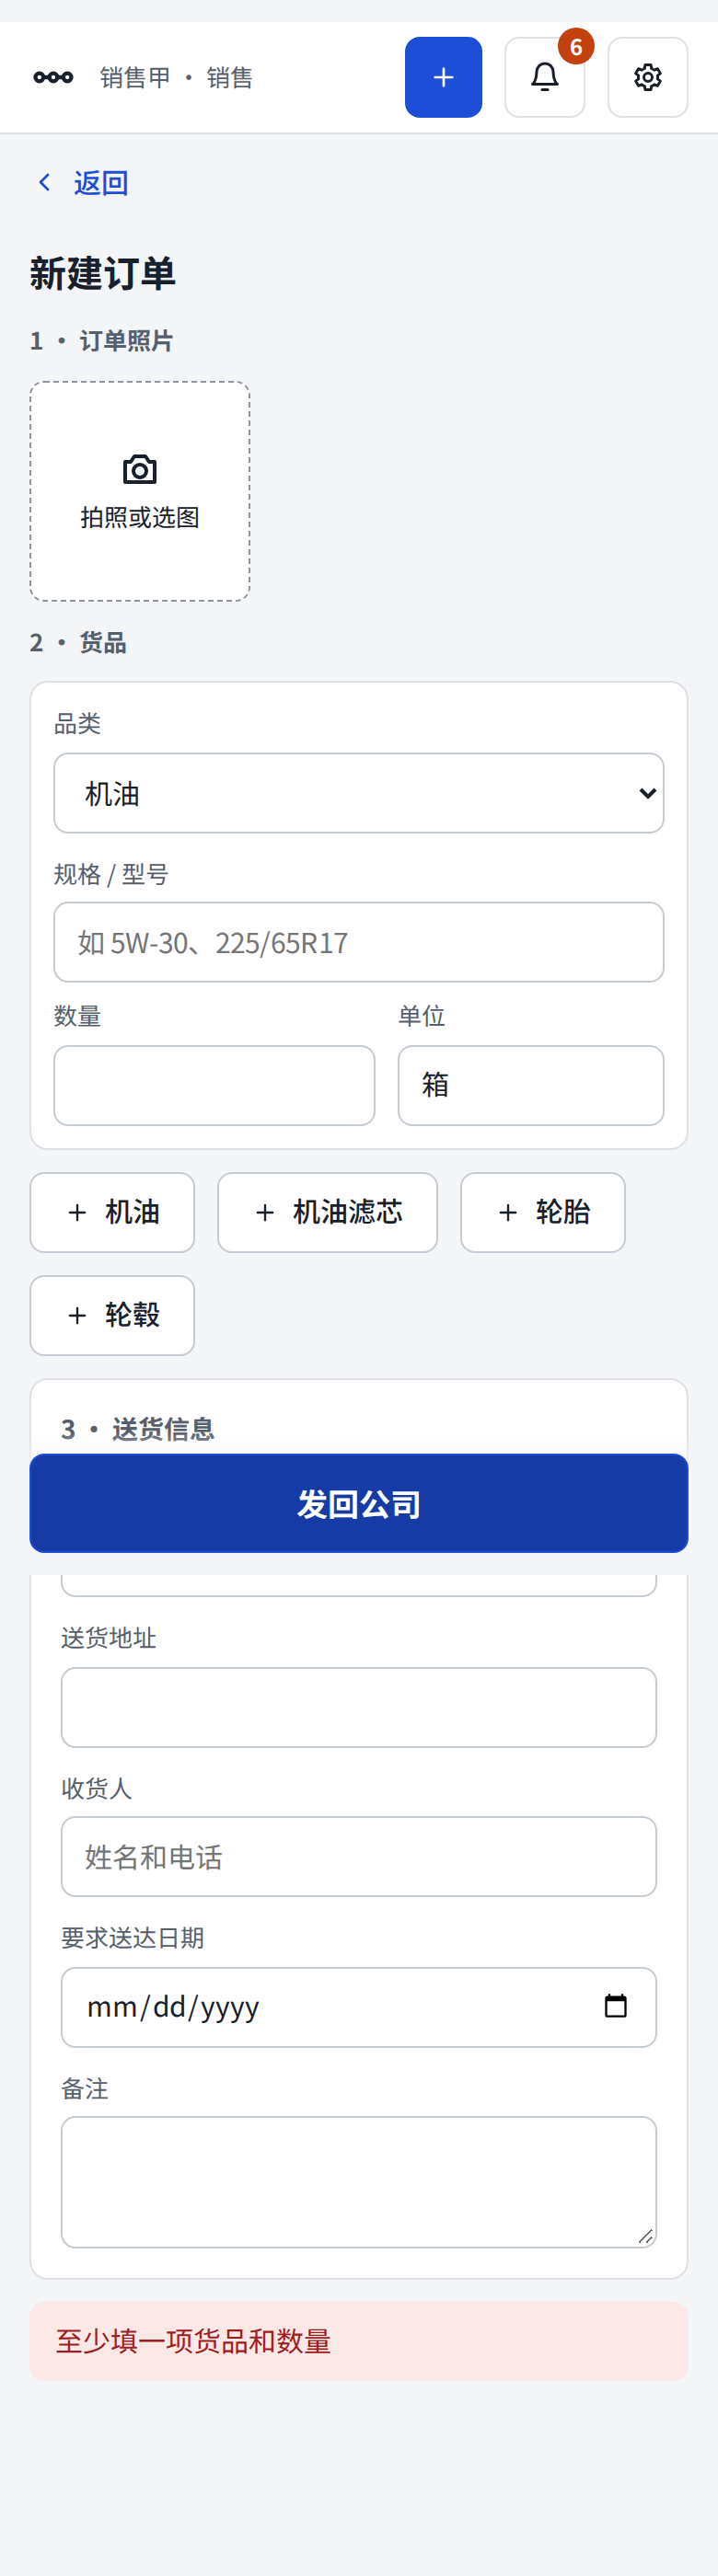 销售甲 · 销售
6
返回
新建订单
1 · 订单照片
拍照或选图
2 · 货品
品类
机油
规格 / 型号
如 5W-30、225/65R17
数量
单位
箱
+ 机油
+ 机油滤芯
+ 轮胎
+ 轮毂
3 · 送货信息
发回公司
送货地址
收货人
姓名和电话
要求送达日期
mm/dd/yyyy
备注
至少填一项货品和数量